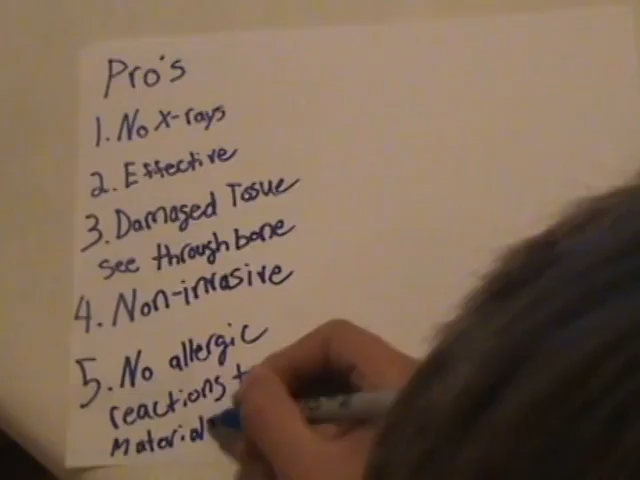 Pro's
1. No X-rays
2. Effective
3. Damaged Tosue
see through bone
4. Non-invasive
5. No allergic
reactions t
Material